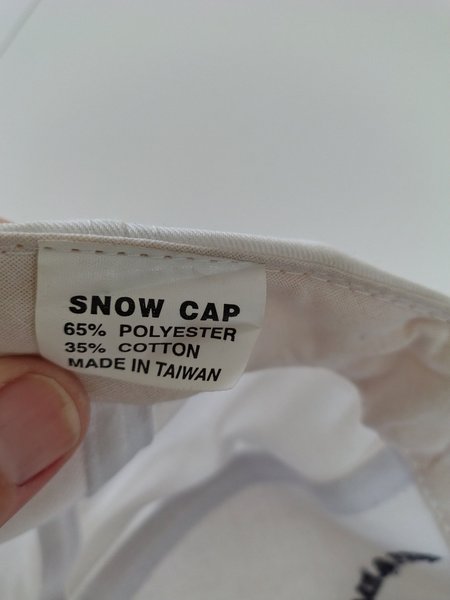 SNOW CAP
65% POLYESTER
35% COTTON
MADE IN TAIWAN